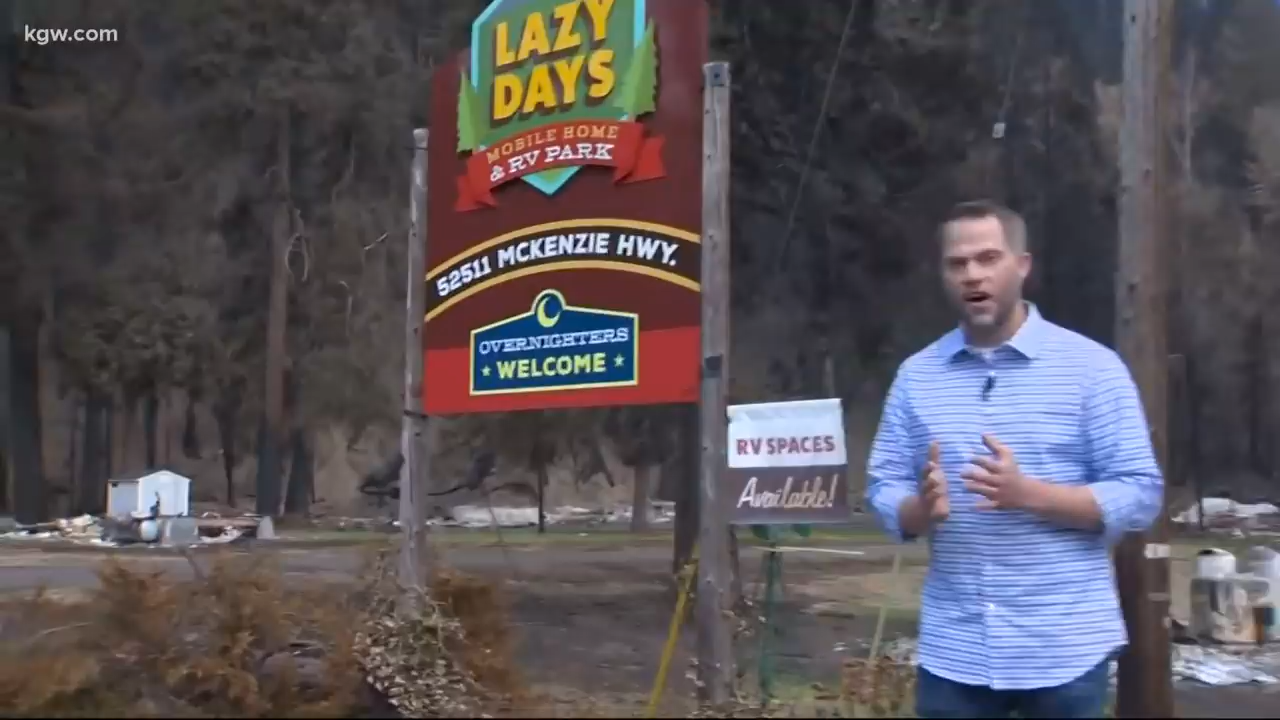 kgw.com
LAZY
DAYS
MOBILE HOME
& RV PARK
52511 MCKENZIE HWY.
OVERNIGHTERS
WELCOME
RV SPACES
Available!